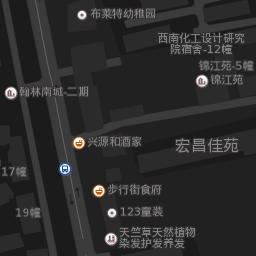 布莱特幼稚园
西南化工设计研究
院宿舍-12幢
锦江苑-5幢
锦江苑
翰林南城-二期
兴源和酒家
宏昌佳苑
17幢
步行街食府
19幢
123童装
天竺草天然植物
染发护发养发